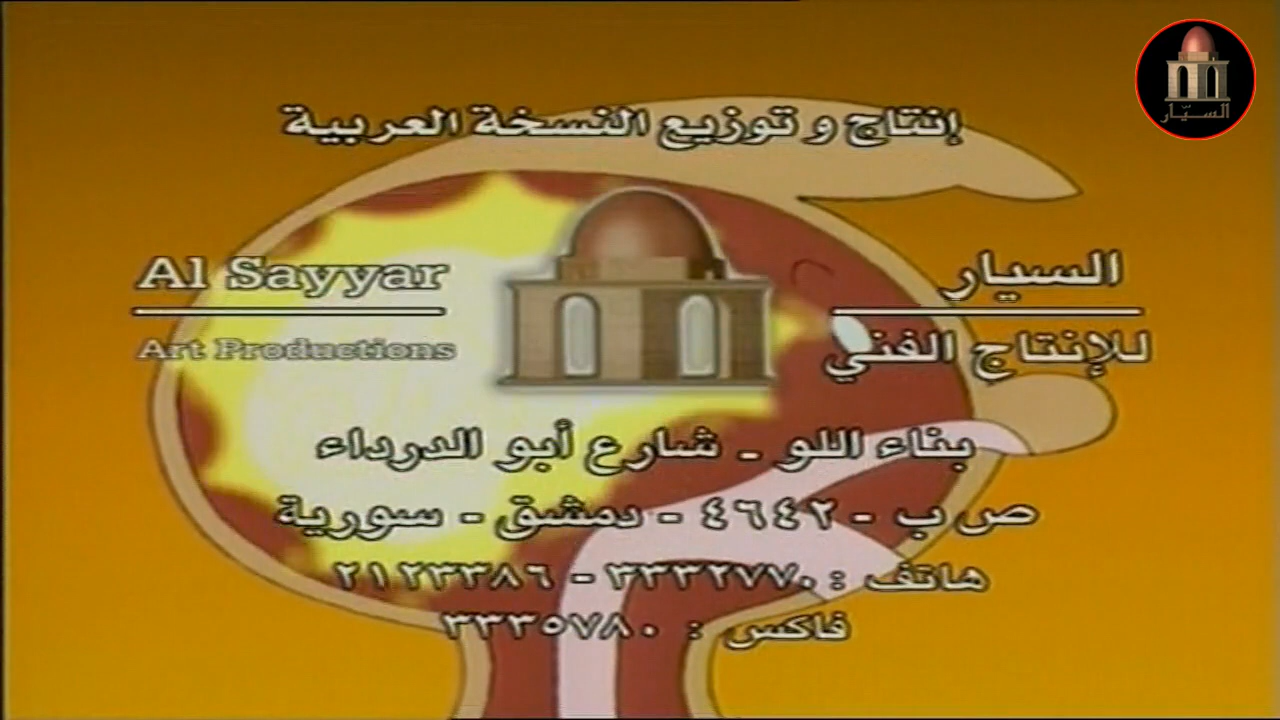 السيّار
إنتاج و توزيع النسخة العربية
السيار
للإنتاج الفني
Al Sayyar
Art Productions
بناء اللو ـ شارع أبو الدرداء
ص ب - ٤٦٤٢ - دمشق - سورية
هاتف : ٣٣٣٢٧٧٠ - ٢١٢٣٣٨٦
فاكس : ٣٣٣٥٧٨٠